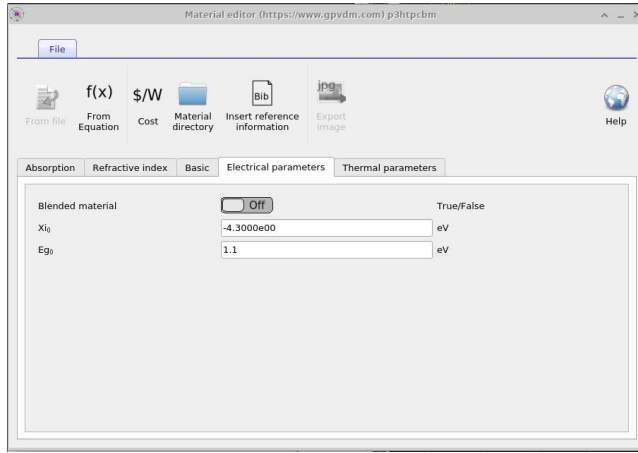 Material editor (https://www.gpvdm.com) p3htpcbm
File
From file
f(x)
From
Equation
$/W
Cost
Material
directory
Bib
Insert reference
information
jpg
Export
image
Help
Absorption Refractive index Basic Electrical parameters Thermal parameters
Blended material Off True/False
Xi₀ -4.3000e00 eV
Eg₀ 1.1 eV